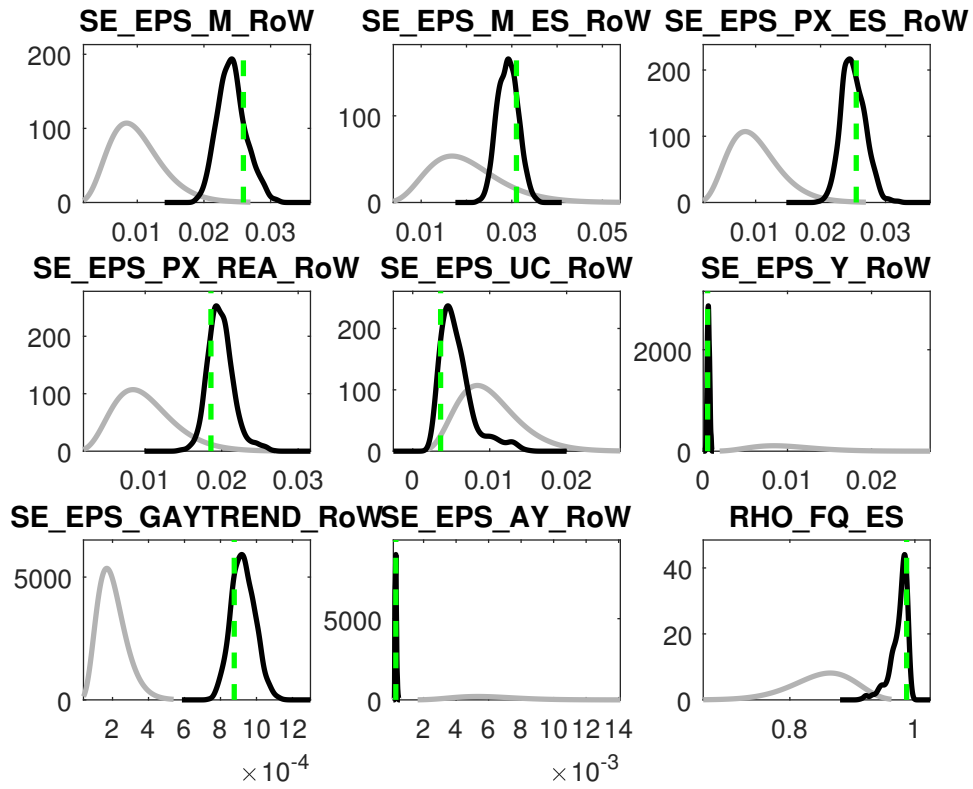 SE_EPS_M_RoW
SE_EPS_M_ES_RoW
SE_EPS_PX_ES_RoW
200
100
0
0.01 0.02 0.03
100
0
0.01 0.03 0.05
200
100
0
0.01 0.02 0.03
SE_EPS_PX_REA_RoW
SE_EPS_UC_RoW
SE_EPS_Y_RoW
200
100
0
0.01 0.02 0.03
200
100
0
0 0.01 0.02
2000
0
0 0.01 0.02
SE_EPS_GAYTREND_RoW
SE_EPS_AY_RoW
RHO_FQ_ES
5000
0
2 4 6 8 10 12
×10-4
5000
0
2 4 6 8 10 12 14
×10-3
40
20
0
0.8 1